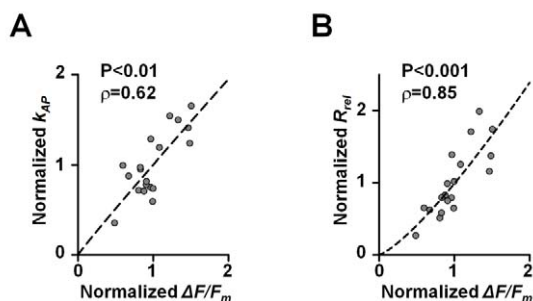 A
P<0.01
ρ=0.62
Normalized k_AP
2
1
0
0
1
2
Normalized ΔF/F_m
B
P<0.001
ρ=0.85
Normalized R_rel
2
1
0
0
1
2
Normalized ΔF/F_m